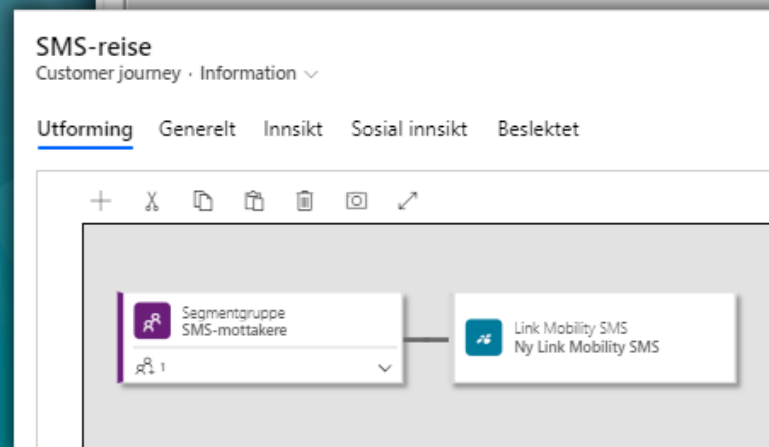 SMS-reise
Customer journey · Information
Utforming Generelt Innsikt Sosial innsikt Beslektet
Segmentgruppe
SMS-mottakere
1
Link Mobility SMS
Ny Link Mobility SMS